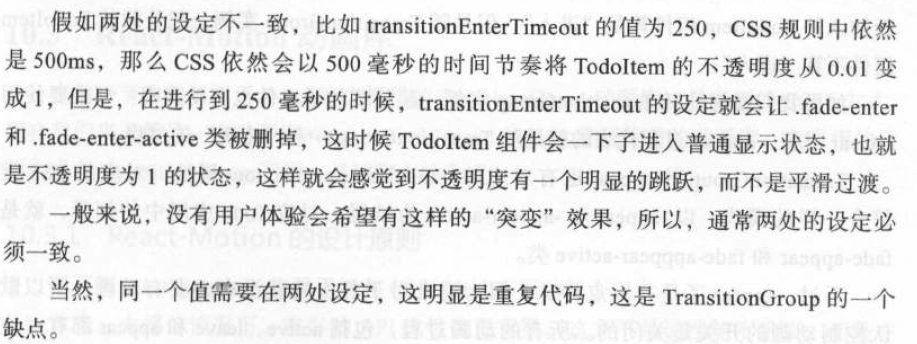 假如两处的设定不一致，比如 transitionEnterTimeout 的值为 250，CSS 规则中依然
是 500ms，那么 CSS 依然会以 500 毫秒的时间节奏将 TodoItem 的不透明度从 0.01 变
成 1，但是，在进行到 250 毫秒的时候，transitionEnterTimeout 的设定就会让 .fade-enter
和 .fade-enter-active 类被删掉，这时候 TodoItem 组件会一下子进入普通显示状态，也就
是不透明度为 1 的状态，这样就会感觉到不透明度有一个明显的跳跃，而不是平滑过渡。
一般来说，没有用户体验会希望有这样的“突变”效果，所以，通常两处的设定必
须一致。
当然，同一个值需要在两处设定，这明显是重复代码，这是 TransitionGroup 的一个
缺点。